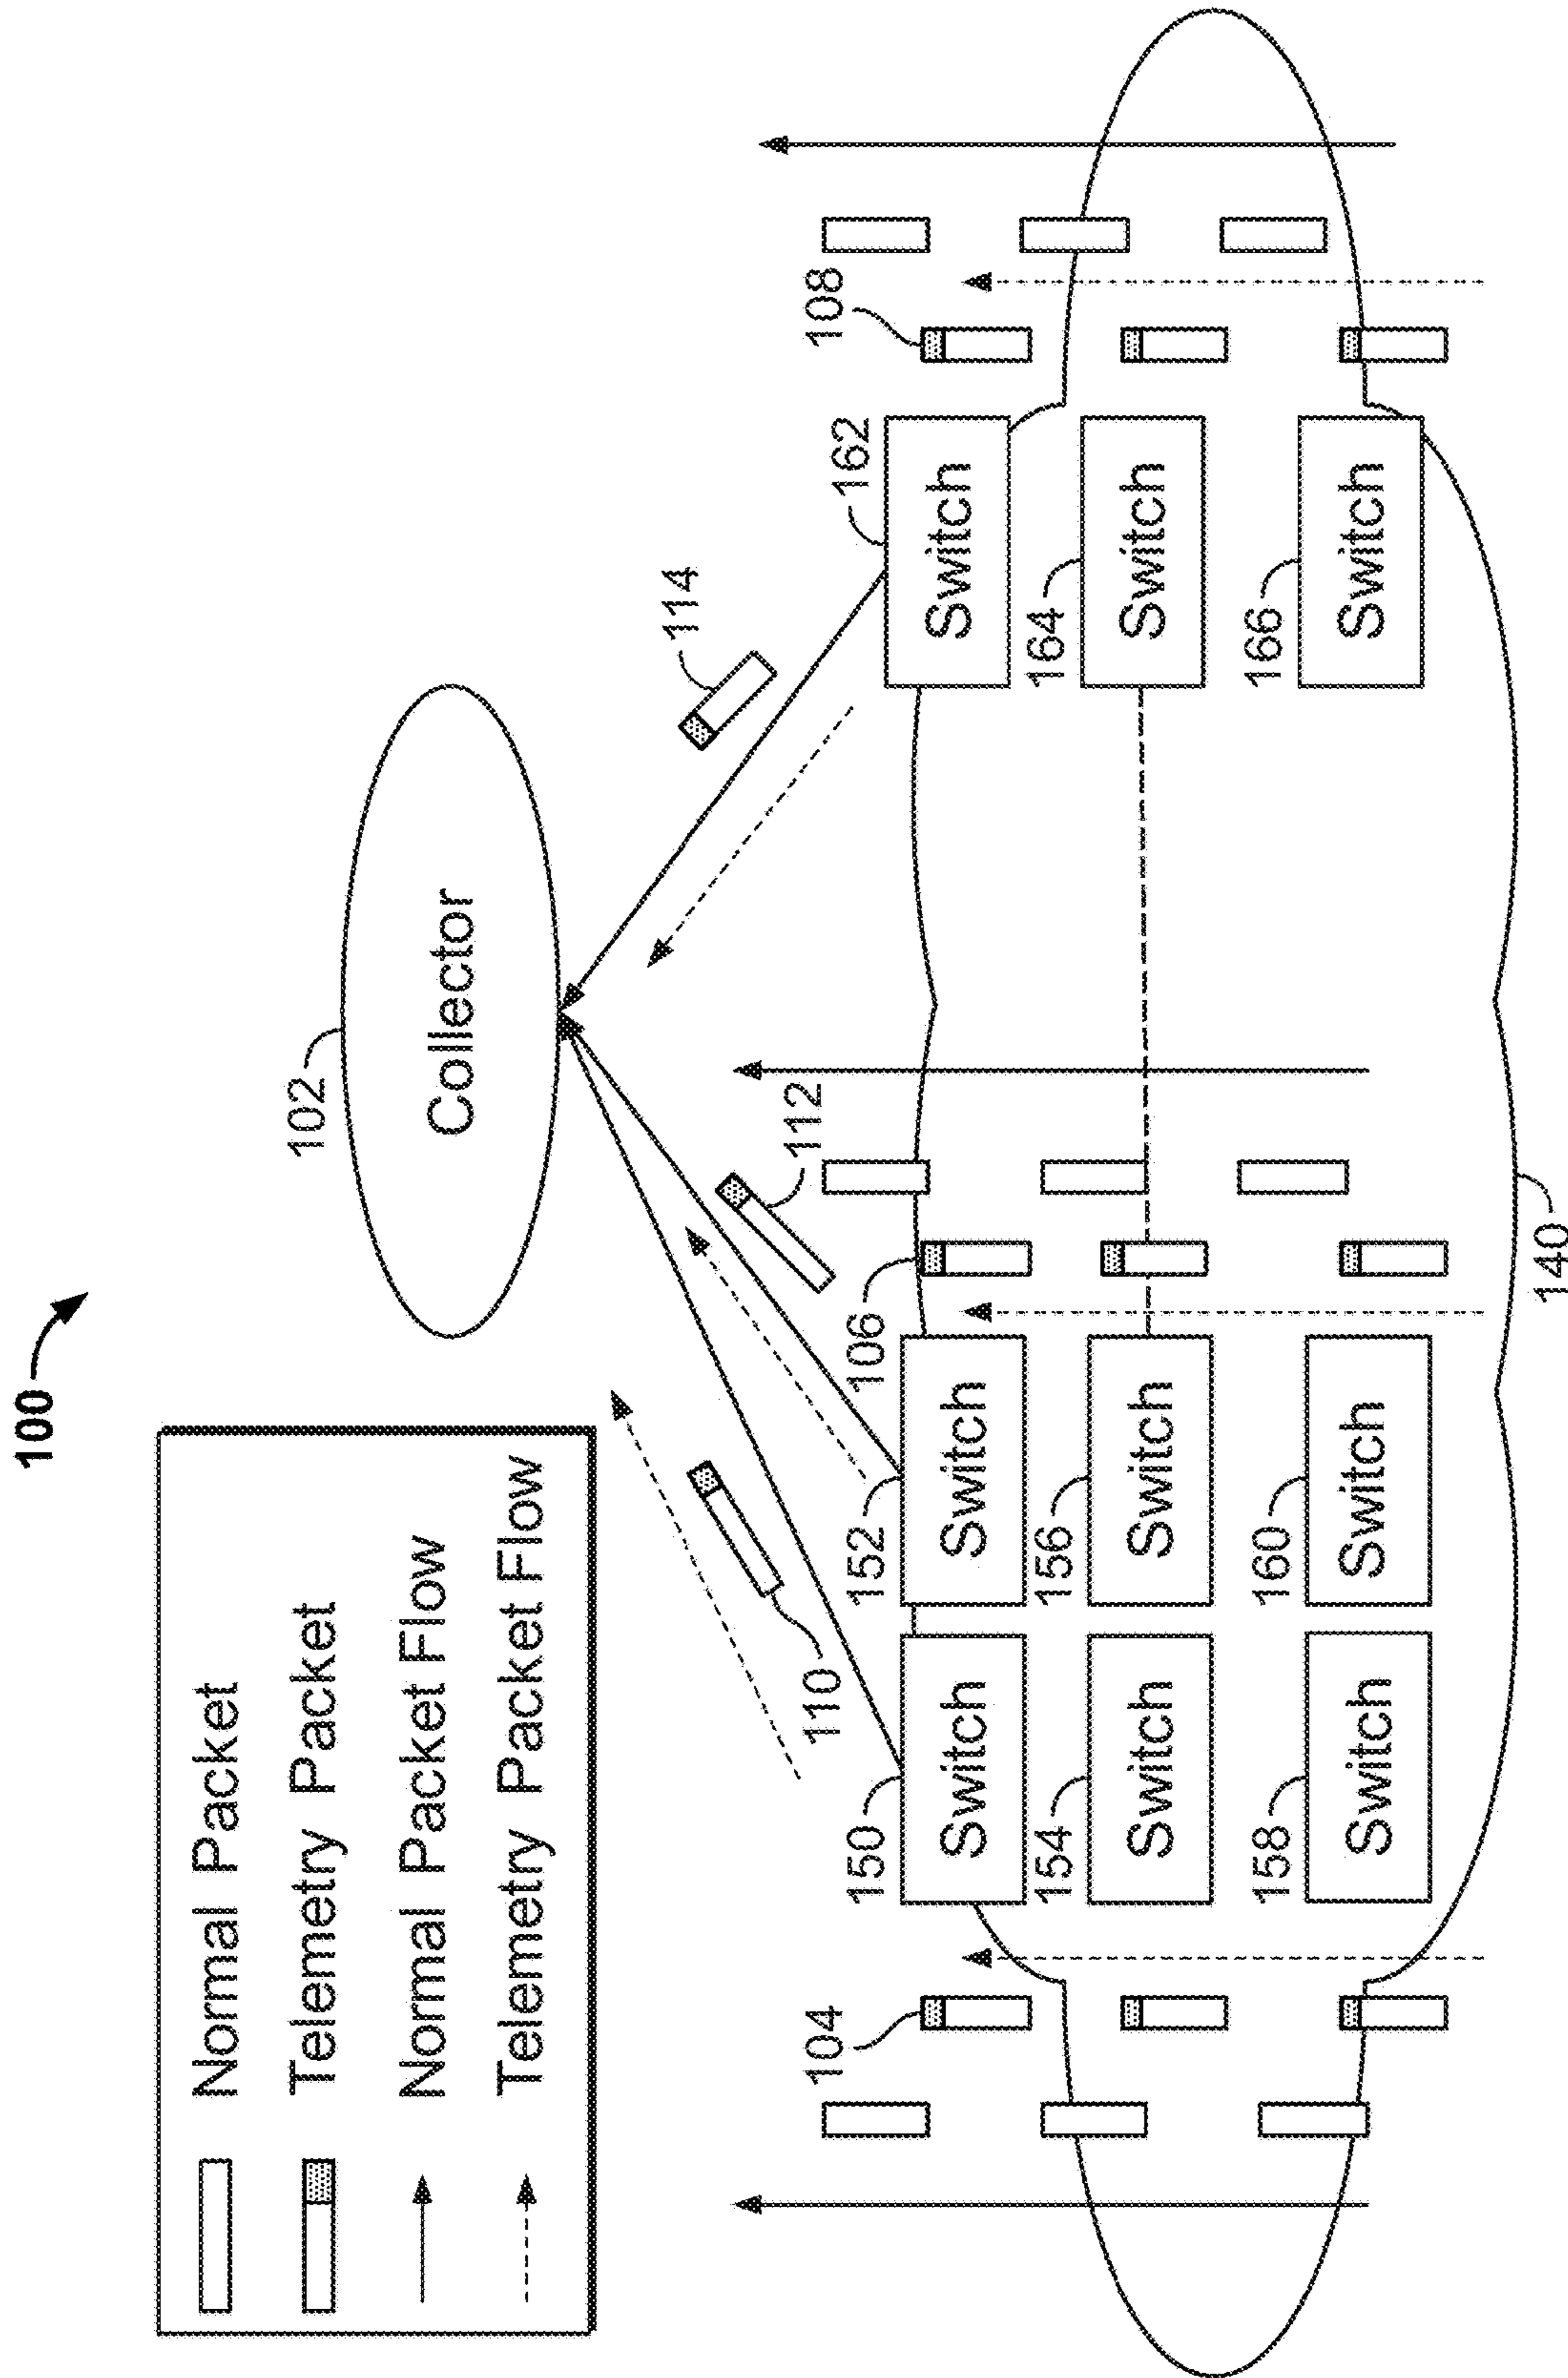 100
Normal Packet
Telemetry Packet
Normal Packet Flow
Telemetry Packet Flow
102
Collector
110
112
114
104
150
Switch
152
Switch
106
162
Switch
108
154
Switch
156
Switch
164
Switch
158
Switch
160
Switch
166
Switch
140